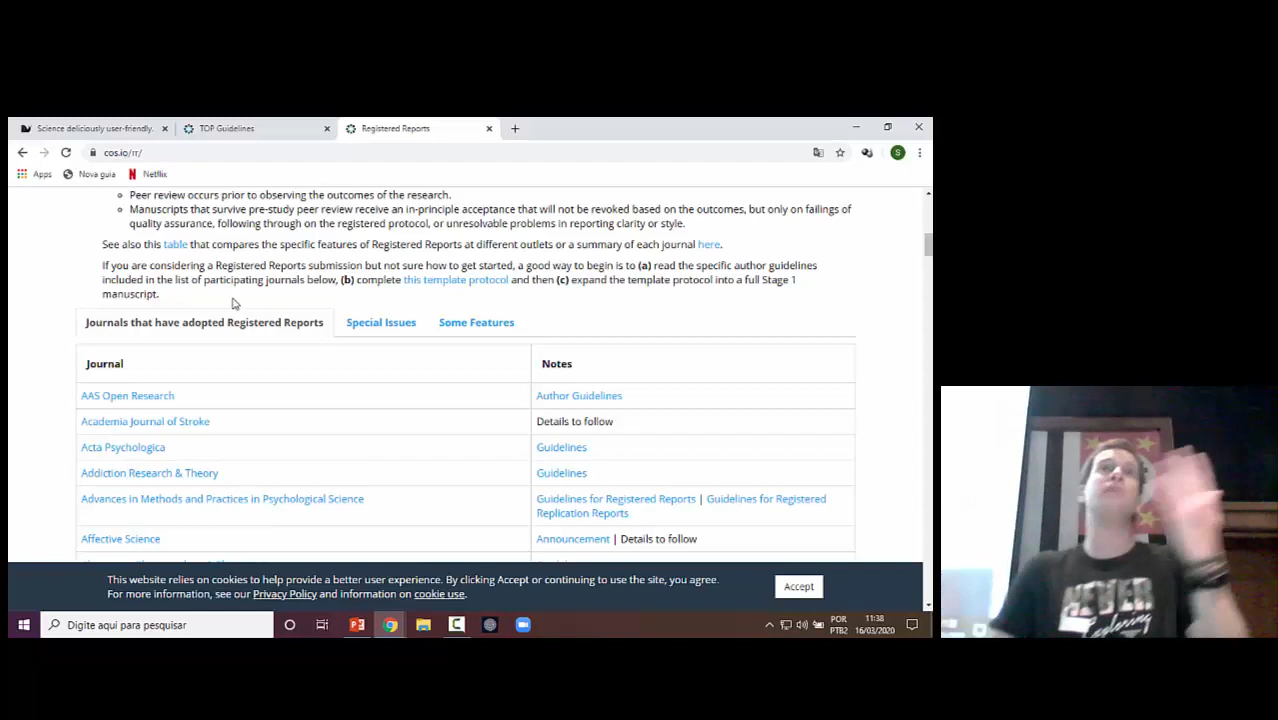 Science deliciously user-friendly.
TOP Guidelines
Registered Reports
cos.io/rr/
S
Apps
Nova guia
Netflix
Peer review occurs prior to observing the outcomes of the research.
Manuscripts that survive pre-study peer review receive an in-principle acceptance that will not be revoked based on the outcomes, but only on failings of
quality assurance, following through on the registered protocol, or unresolvable problems in reporting clarity or style.
See also this table that compares the specific features of Registered Reports at different outlets or a summary of each journal here.
If you are considering a Registered Reports submission but not sure how to get started, a good way to begin is to (a) read the specific author guidelines
included in the list of participating journals below, (b) complete this template protocol and then (c) expand the template protocol into a full Stage 1
manuscript.
Journals that have adopted Registered Reports
Special Issues
Some Features
Journal
Notes
AAS Open Research
Author Guidelines
Academia Journal of Stroke
Details to follow
Acta Psychologica
Guidelines
Addiction Research & Theory
Guidelines
Advances in Methods and Practices in Psychological Science
Guidelines for Registered Reports | Guidelines for Registered
Replication Reports
Affective Science
Announcement | Details to follow
This website relies on cookies to help provide a better user experience. By clicking Accept or continuing to use the site, you agree.
For more information, see our Privacy Policy and information on cookie use.
Accept
Digite aqui para pesquisar
POR
PTB2
11:38
16/03/2020
NEVER
Exploring